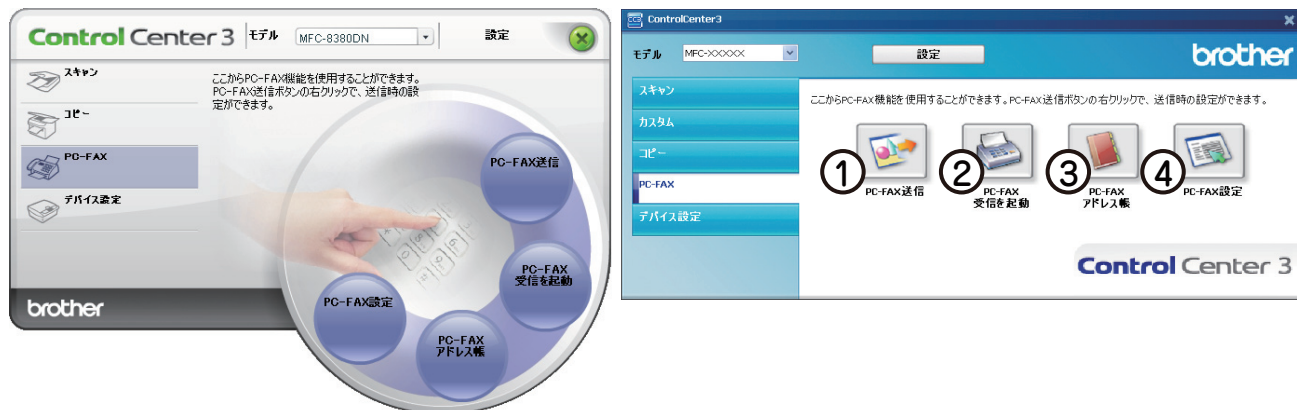 Control Center 3
モデル
MFC-8380DN
設定
スキャン
コピー
PC-FAX
デバイス設定
ここからPC-FAX機能を使用することができます。
PC-FAX送信ボタンの右クリックで、送信時の設
定ができます。
PC-FAX送信
PC-FAX
受信を起動
PC-FAX
アドレス帳
PC-FAX設定
brother
ControlCenter3
モデル
MFC-XXXXXX
設定
brother
スキャン
カスタム
コピー
PC-FAX
デバイス設定
ここからPC-FAX機能を使用することができます。PC-FAX送信ボタンの右クリックで、送信時の設定ができます。
① PC-FAX送信
② PC-FAX
受信を起動
③ PC-FAX
アドレス帳
④ PC-FAX設定
Control Center 3